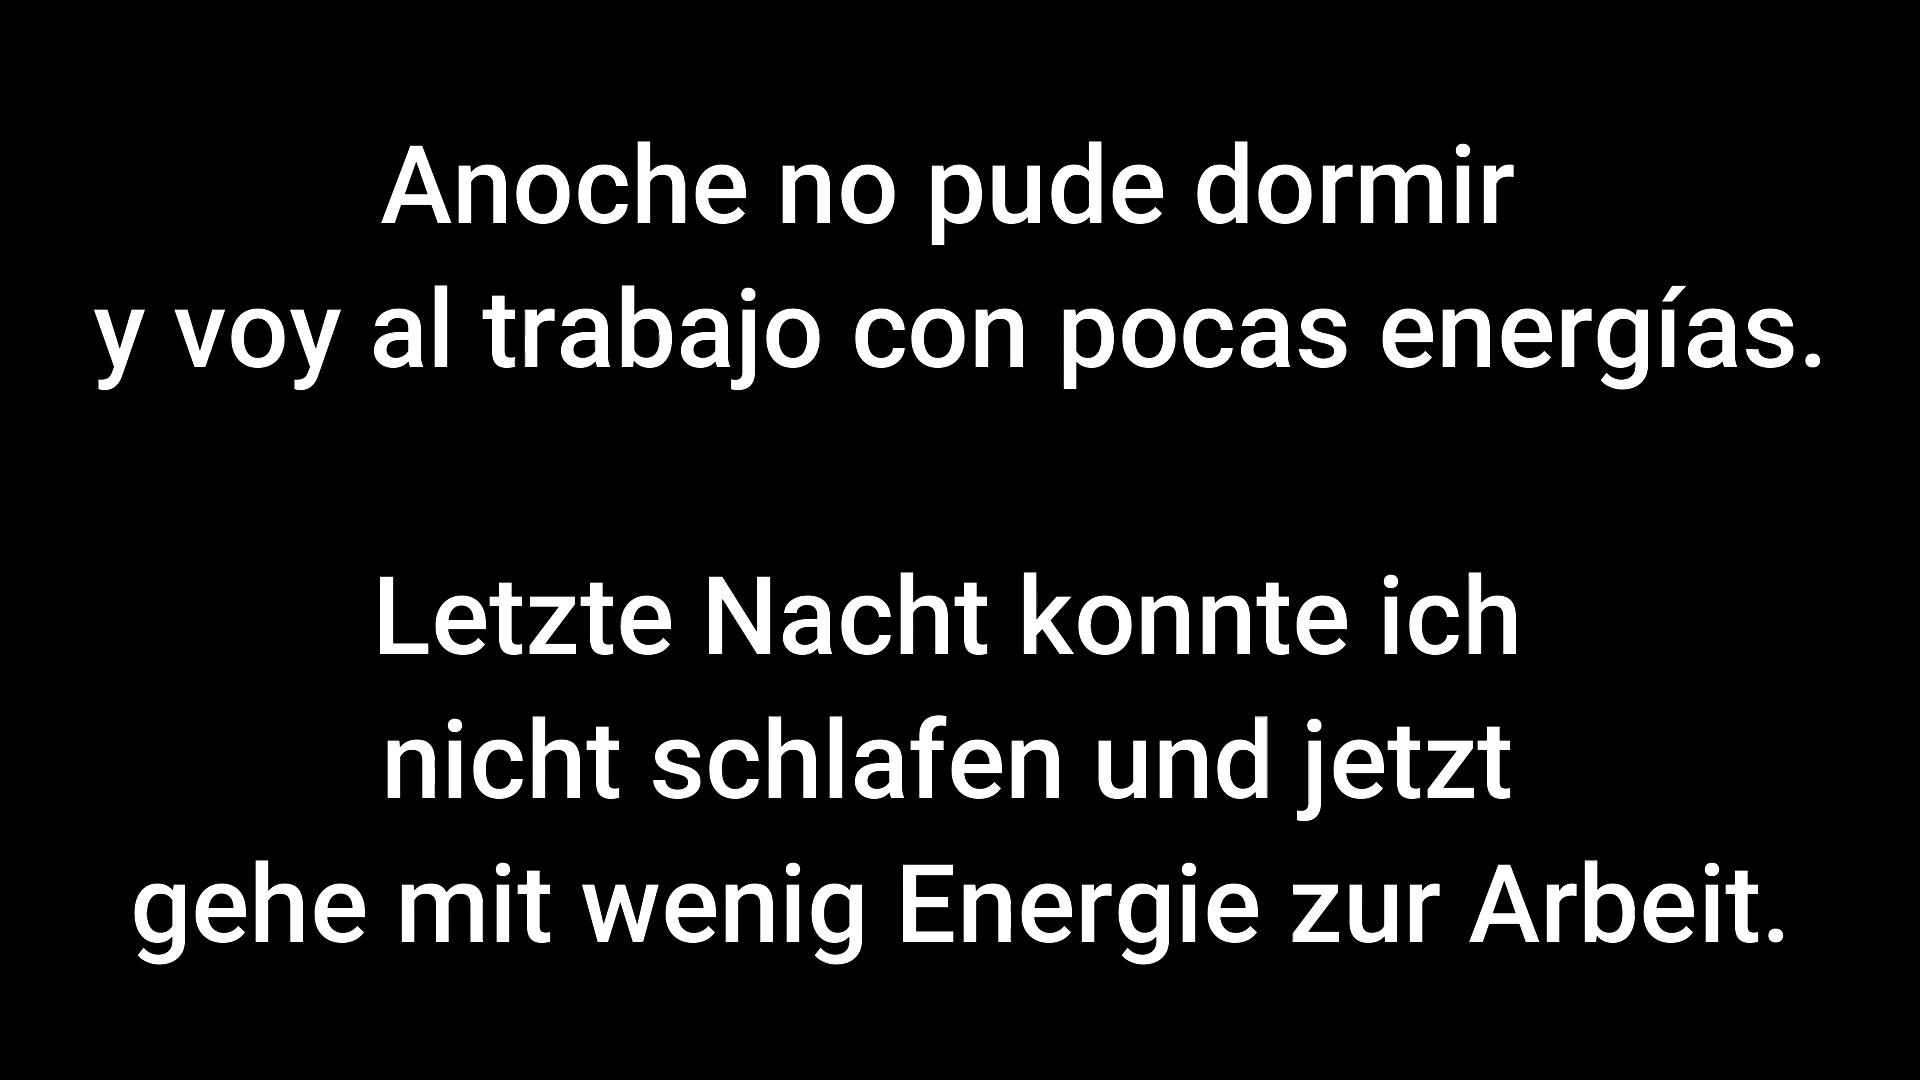 Anoche no pude dormir
y voy al trabajo con pocas energías.
Letzte Nacht konnte ich
nicht schlafen und jetzt
gehe mit wenig Energie zur Arbeit.